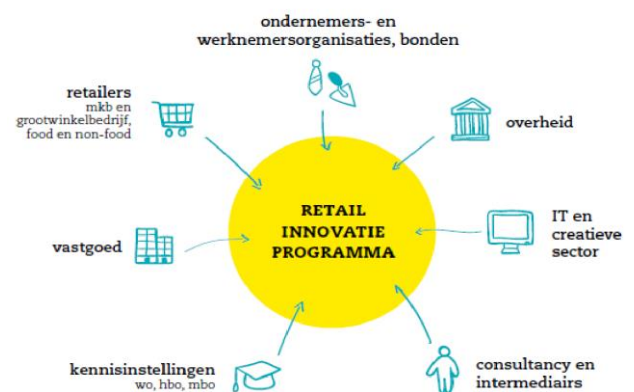 ondernemers- en
werknemersorganisaties, bonden
retailers
mkb en
grootwinkelbedrijf,
food en non-food
overheid
RETAIL
INNOVATIE
PROGRAMMA
IT en
creatieve
sector
vastgoed
kennisinstellingen
wo, hbo, mbo
consultancy en
intermediairs